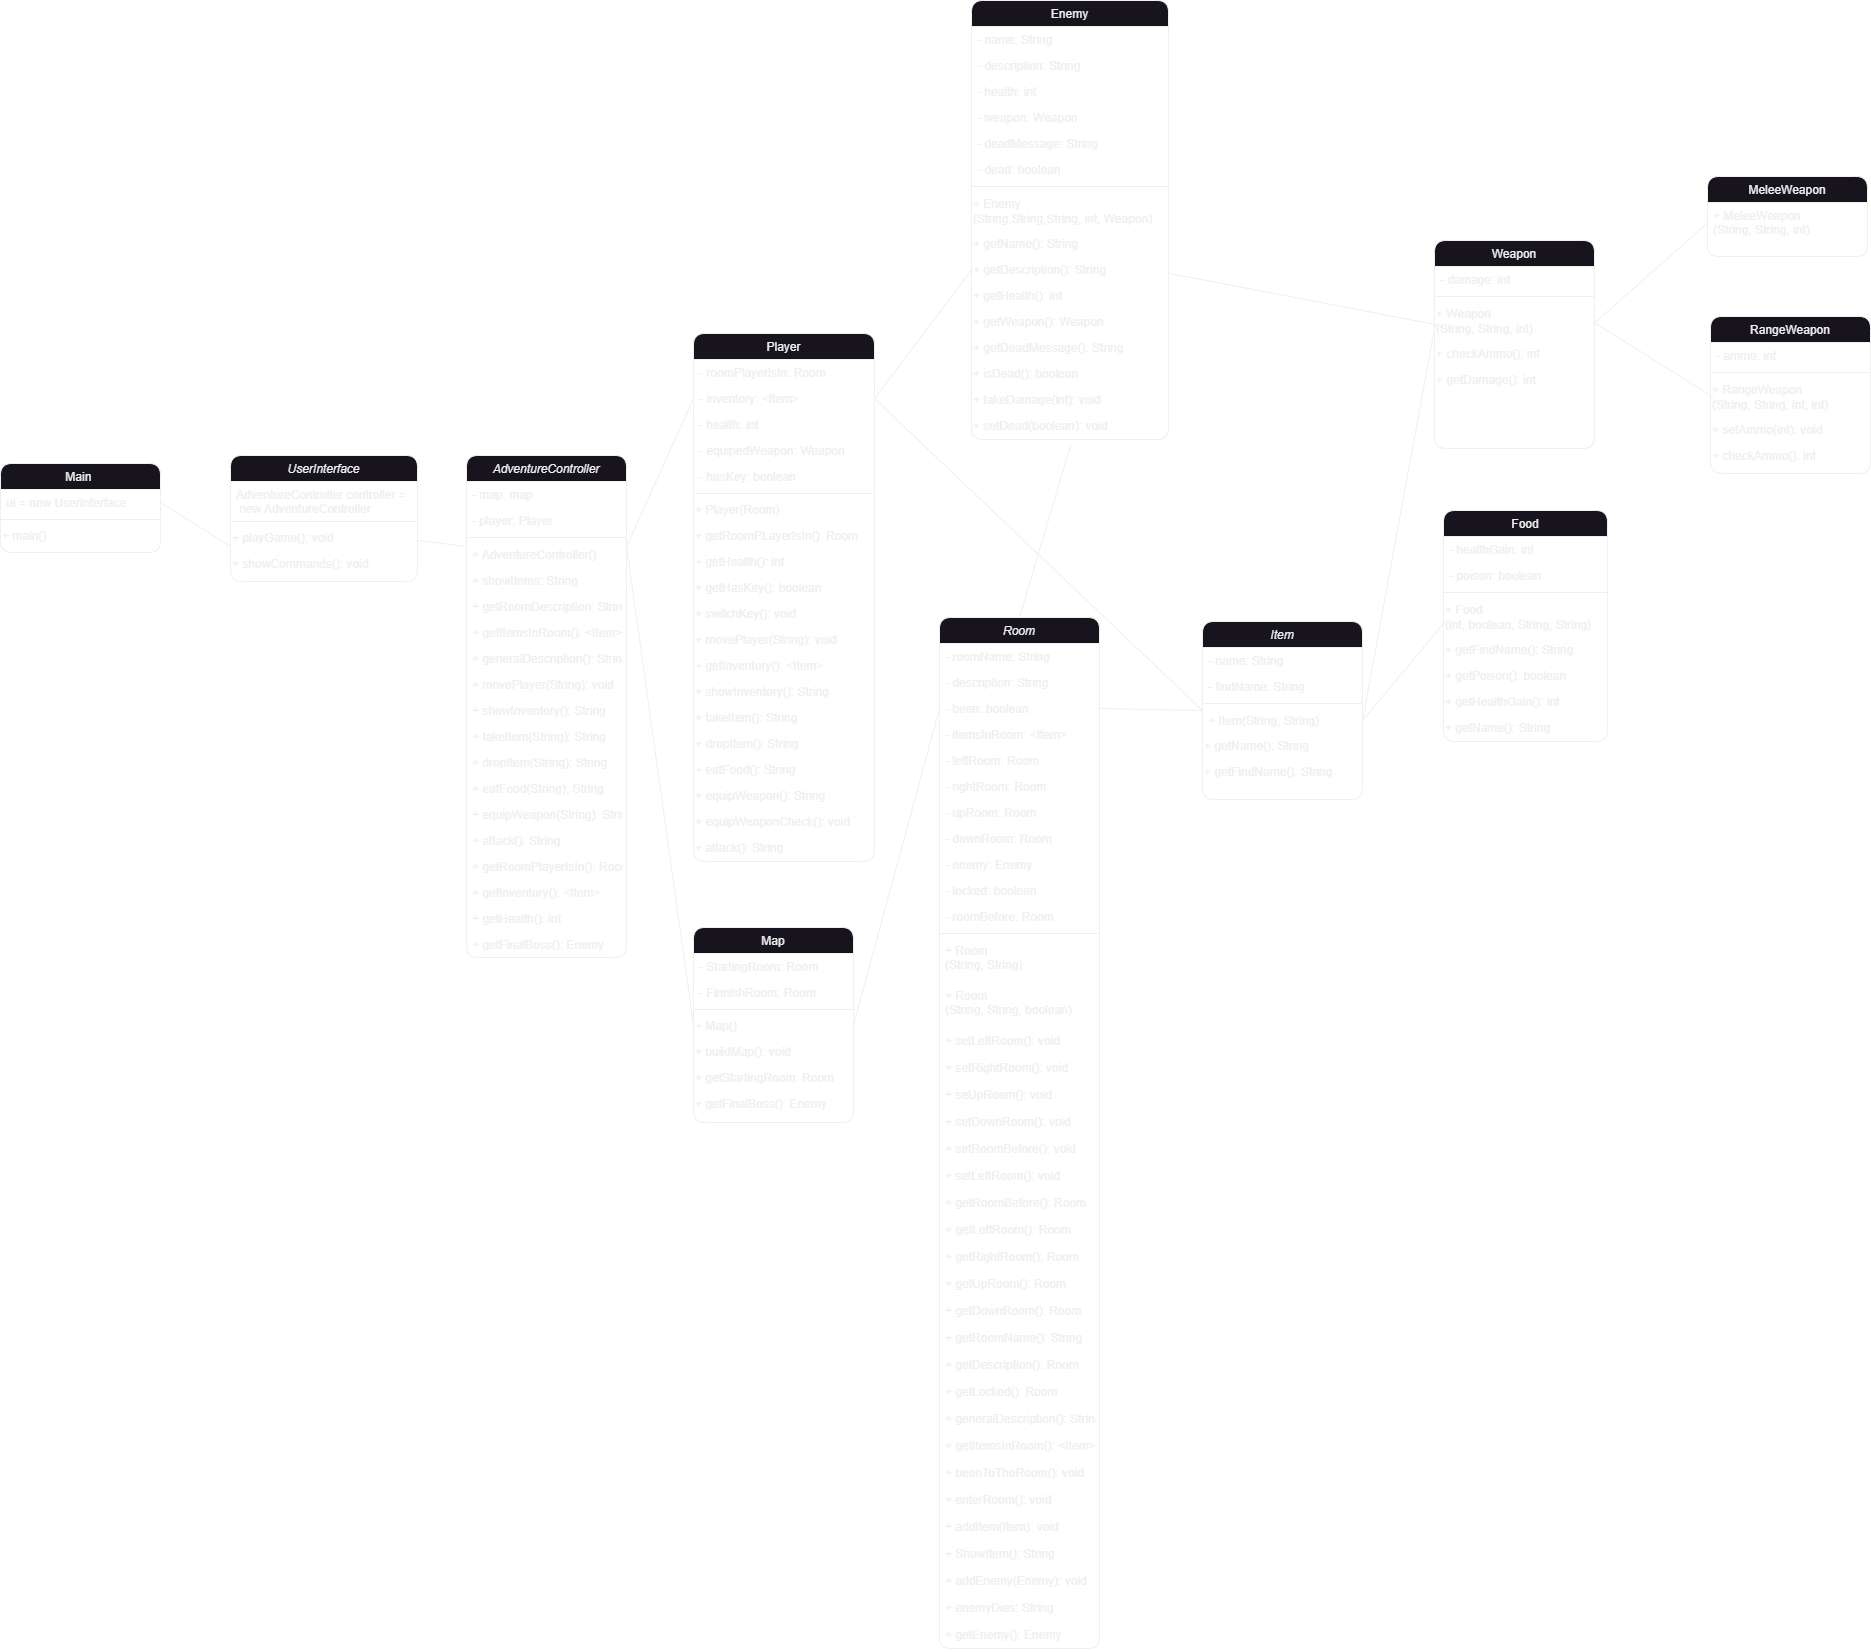 Main
ui = new UserInterface
+ main()
UserInterface
AdventureController controller =
new AdventureController
+ playGame(): void
+ showCommands(): void
AdventureController
- map: map
- player: Player
+ AdventureController()
+ showItems: String
+ getRoomDescription: Strin
+ getItemsInRoom(): <Item>
+ generalDescription(): Strin
+ movePlayer(String): void
+ showInventory(): String
+ takeItem(String): String
+ dropItem(String): String
+ eatFood(String): String
+ equipWeapon(String): Stri
+ attack(): String
+ getRoomPlayerIsIn(): Roo
+ getInventory(): <Item>
+ getHealth(): int
+ getFinalBoss(): Enemy
Player
- roomPlayerIsIn: Room
- inventory: <Item>
- health: int
- equipedWeapon: Weapon
- hasKey: boolean
+ Player(Room)
+ getRoomPLayerIsIn(): Room
+ getHealth(): int
+ getHasKey(): boolean
+ switchKey(): void
+ movePlayer(String): void
+ getInventory(): <Item>
+ showInventory(): String
+ takeItem(): String
+ dropItem(): String
+ eatFood(): String
+ equipWeapon(): String
+ equipWeaponCheck(): void
+ attack(): String
Map
- StartingRoom: Room
- FinnishRoom: Room
+ Map()
+ buildMap(): void
+ getStartingRoom: Room
+ getFinalBoss(): Enemy
Enemy
- name: String
- description: String
- health: int
- weapon: Weapon
- deadMessage: String
- dead: boolean
+ Enemy
(String,String,String, int, Weapon)
+ getName(): String
+ getDescription(): String
+ getHealth(): int
+ getWeapon(): Weapon
+ getDeadMessage(): String
+ isDead(): boolean
+ takeDamage(int): void
+ setDead(boolean): void
Room
- roomName: String
- description: String
- been: boolean
- itemsInRoom: <Item>
- leftRoom: Room
- rightRoom: Room
- upRoom: Room
- downRoom: Room
- enemy: Enemy
- locked: boolean
- roomBefore: Room
+ Room
(String, String)
+ Room
(String, String, boolean)
+ setLeftRoom(): void
+ setRightRoom(): void
+ seUpRoom(): void
+ setDownRoom(): void
+ setRoomBefore(): void
+ setLeftRoom(): void
+ getRoomBefore(): Room
+ getLeftRoom(): Room
+ getRightRoom(): Room
+ getUpRoom(): Room
+ getDownRoom(): Room
+ getRoomName(): String
+ getDescription(): Room
+ getLocked(): Room
+ generalDescription(): Strin
+ getItemsInRoom(): <Item>
+ beenToTheRoom(): void
+ enterRoom(): void
+ addItem(Item): void
+ ShowItem(): String
+ addEnemy(Enemy): void
+ enemyDies: String
+ getEnemy(): Enemy
Item
- name: String
- findName: String
+ Item(String, String)
+ getName(): String
+ getFindName(): String
Weapon
- damage: int
+ Weapon
(String, String, int)
+ checkAmmo(): int
+ getDamage(): int
Food
- healthGain: int
- poison: boolean
+ Food
(int, boolean, String, String)
+ getFindName(): String
+ getPoison(): boolean
+ getHealthGain(): int
+ getName(): String
MeleeWeapon
+ MeleeWeapon
(String, String, int)
RangeWeapon
- ammo: int
+ RangeWeapon
(String, String, int, int)
+ setAmmo(int): void
+ checkAmmo(): int